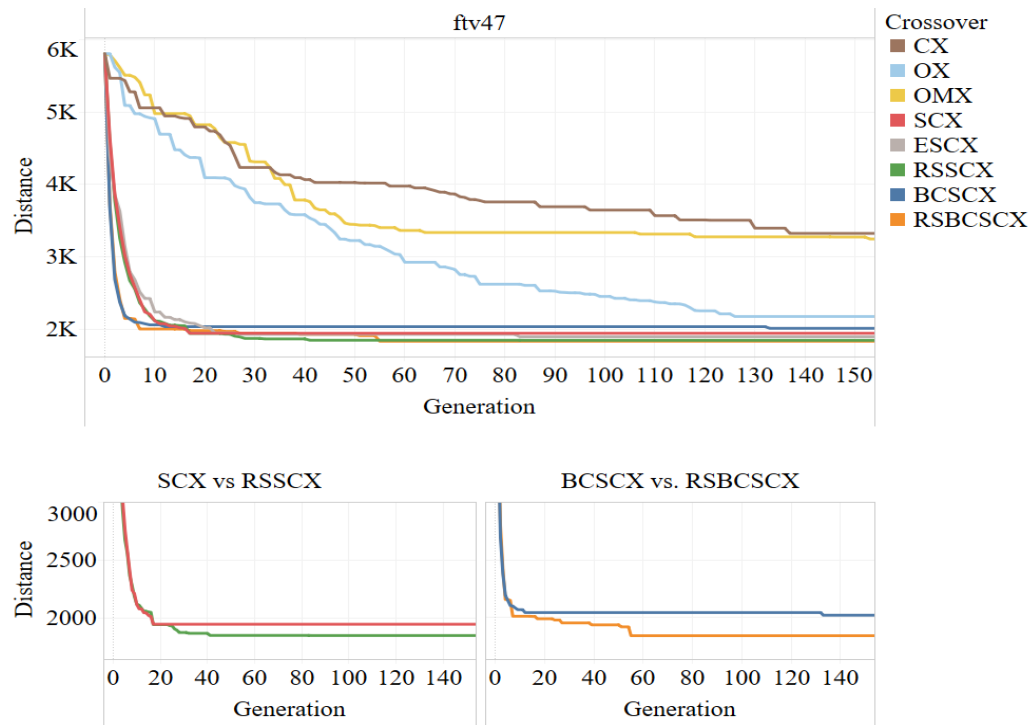 ftv47
Crossover
CX
OX
OMX
SCX
ESCX
RSSCX
BCSCX
RSBCSCX
6K
5K
4K
3K
2K
Distance
0 10 20 30 40 50 60 70 80 90 100 110 120 130 140 150
Generation
SCX vs RSSCX
3000
2500
2000
Distance
0 20 40 60 80 100 120 140
Generation
BCSCX vs. RSBCSCX
0 20 40 60 80 100 120 140
Generation